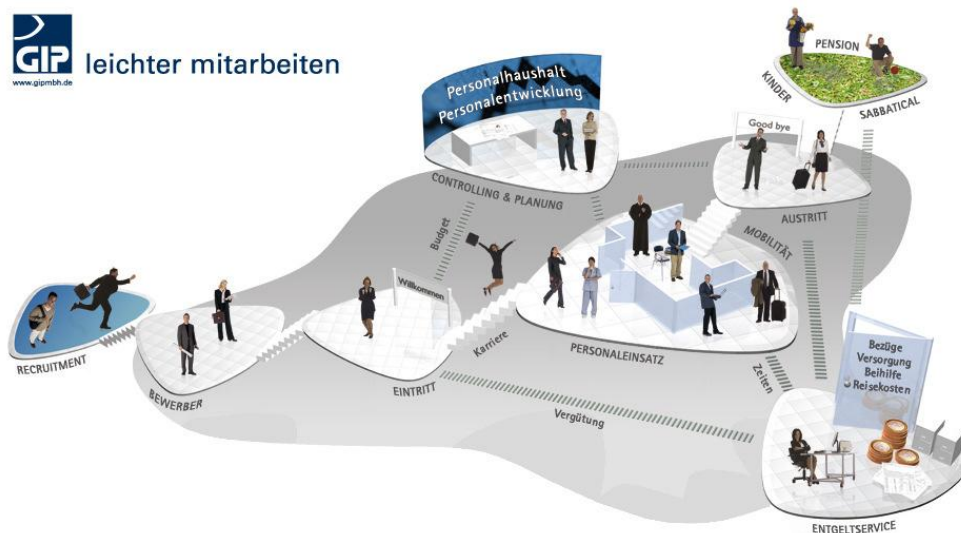 GIP
www.gipmbh.de
leichter mitarbeiten
Personalhaushalt
Personalentwicklung
CONTROLLING & PLANUNG
PENSION
KINDER
SABBATICAL
Good bye
AUSTRITT
MOBILITÄT
Budget
Willkommen
Karriere
PERSONALEINSATZ
RECRUITMENT
BEWERBER
EINTRITT
Vergütung
Zeiten
Bezüge
Versorgung
Beihilfe
Reisekosten
ENTGELTSERVICE